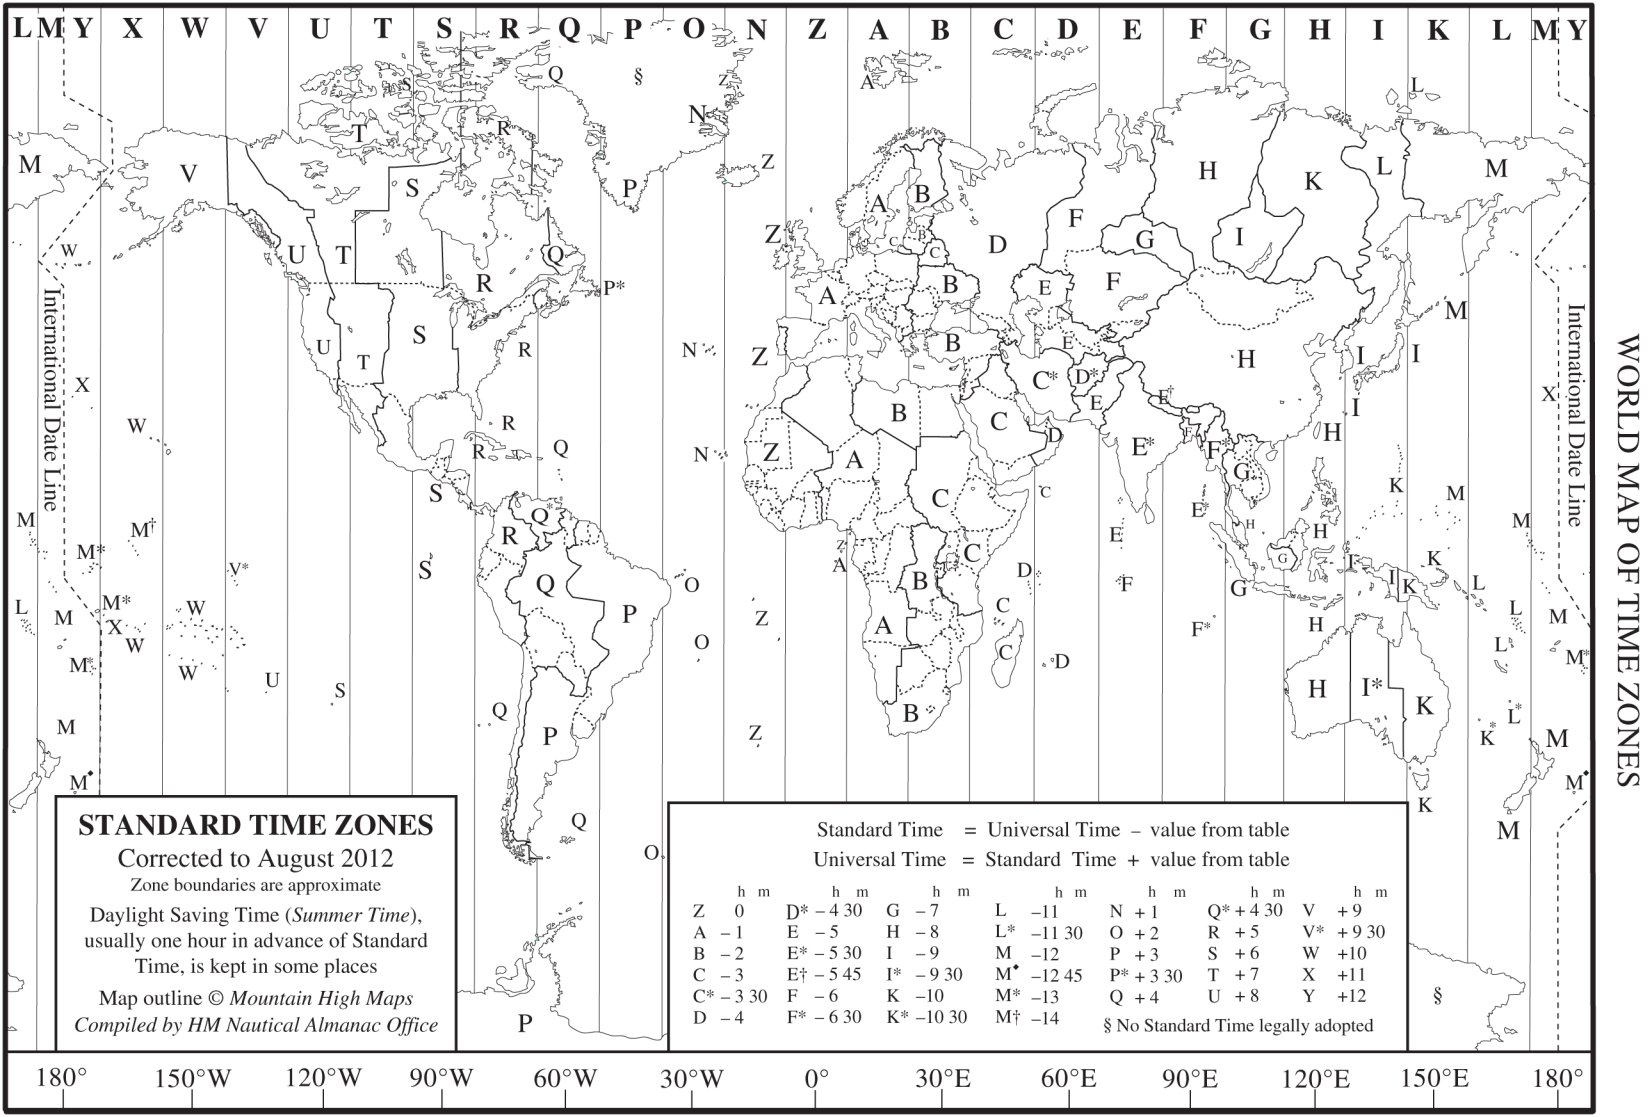 L M Y X W V U T S R Q P O N Z A B C D E F G H I K L M Y
WORLD MAP OF TIME ZONES
Q § Z A L
S N
T R
M V S P Z A B H K L M
W U T Q R P* Z A C B C D F G I
A B E F M
U T S R N Z B E H I I
X C* D* E E† X
W R Q R N Z B C D E* F F* G H I
S A C C E* H K M
M M† Q* R M
M* V* S Q Z A B C E H G I K
L M M* X W W P O Z A C D F G H I K L L M
M* W U S O C D F* H I* K L M*
M Q P Z B H K* L* M
M♦ Q O K M M♦
P §
International Date Line
International Date Line
STANDARD TIME ZONES
Corrected to August 2012
Zone boundaries are approximate
Daylight Saving Time (Summer Time),
usually one hour in advance of Standard
Time, is kept in some places
Map outline © Mountain High Maps
Compiled by HM Nautical Almanac Office
Standard Time = Universal Time – value from table
Universal Time = Standard Time + value from table
h m h m h m h m h m h m h m
Z 0 D* – 4 30 G – 7 L –11 N + 1 Q* + 4 30 V + 9
A – 1 E – 5 H – 8 L* –11 30 O + 2 R + 5 V* + 9 30
B – 2 E* – 5 30 I – 9 M –12 P + 3 S + 6 W +10
C – 3 E† – 5 45 I* – 9 30 M♦ –12 45 P* + 3 30 T + 7 X +11
C* – 3 30 F – 6 K –10 M* –13 Q + 4 U + 8 Y +12
D – 4 F* – 6 30 K* –10 30 M† –14 § No Standard Time legally adopted
180° 150°W 120°W 90°W 60°W 30°W 0° 30°E 60°E 90°E 120°E 150°E 180°